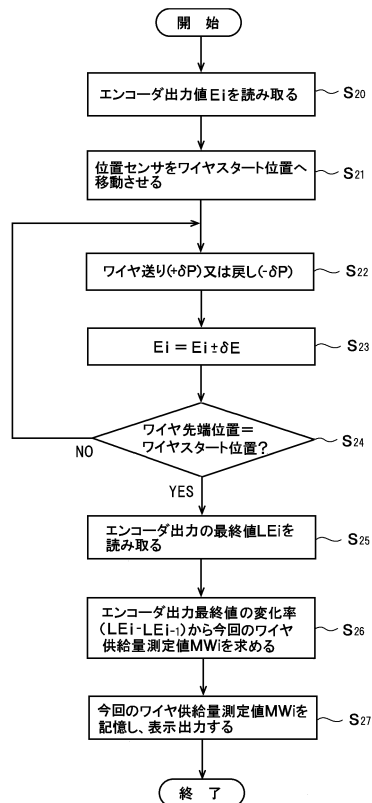 開 始
エンコーダ出力値Eiを読み取る
S20
位置センサをワイヤスタート位置へ
移動させる
S21
ワイヤ送り(+δP)又は戻し(-δP)
S22
Ei = Ei±δE
S23
ワイヤ先端位置=
ワイヤスタート位置?
S24
NO
YES
エンコーダ出力の最終値LEiを
読み取る
S25
エンコーダ出力最終値の変化率
(LEi-LEi-1)から今回のワイヤ
供給量測定値MWiを求める
S26
今回のワイヤ供給量測定値MWiを
記憶し、表示出力する
S27
終 了